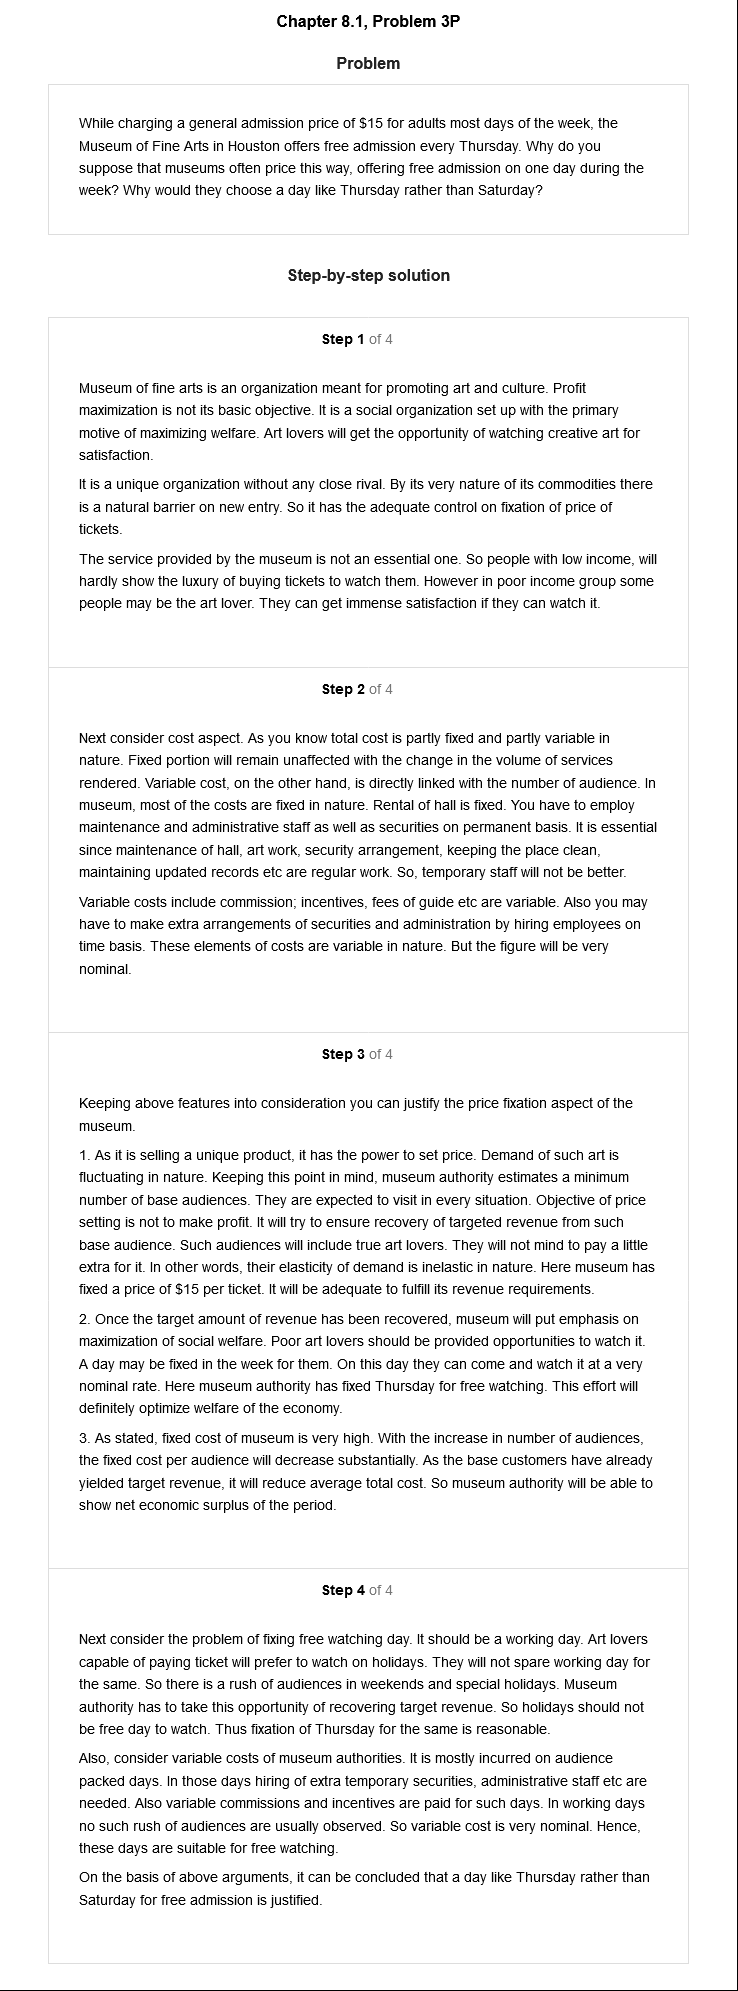 Chapter 8.1, Problem 3P
Problem
While charging a general admission price of $15 for adults most days of the week, the
Museum of Fine Arts in Houston offers free admission every Thursday. Why do you
suppose that museums often price this way, offering free admission on one day during the
week? Why would they choose a day like Thursday rather than Saturday?
Step-by-step solution
Step 1 of 4
Museum of fine arts is an organization meant for promoting art and culture. Profit
maximization is not its basic objective. It is a social organization set up with the primary
motive of maximizing welfare. Art lovers will get the opportunity of watching creative art for
satisfaction.
It is a unique organization without any close rival. By its very nature of its commodities there
is a natural barrier on new entry. So it has the adequate control on fixation of price of
tickets.
The service provided by the museum is not an essential one. So people with low income, will
hardly show the luxury of buying tickets to watch them. However in poor income group some
people may be the art lover. They can get immense satisfaction if they can watch it.
Step 2 of 4
Next consider cost aspect. As you know total cost is partly fixed and partly variable in
nature. Fixed portion will remain unaffected with the change in the volume of services
rendered. Variable cost, on the other hand, is directly linked with the number of audience. In
museum, most of the costs are fixed in nature. Rental of hall is fixed. You have to employ
maintenance and administrative staff as well as securities on permanent basis. It is essential
since maintenance of hall, art work, security arrangement, keeping the place clean,
maintaining updated records etc are regular work. So, temporary staff will not be better.
Variable costs include commission; incentives, fees of guide etc are variable. Also you may
have to make extra arrangements of securities and administration by hiring employees on
time basis. These elements of costs are variable in nature. But the figure will be very
nominal.
Step 3 of 4
Keeping above features into consideration you can justify the price fixation aspect of the
museum.
1. As it is selling a unique product, it has the power to set price. Demand of such art is
fluctuating in nature. Keeping this point in mind, museum authority estimates a minimum
number of base audiences. They are expected to visit in every situation. Objective of price
setting is not to make profit. It will try to ensure recovery of targeted revenue from such
base audience. Such audiences will include true art lovers. They will not mind to pay a little
extra for it. In other words, their elasticity of demand is inelastic in nature. Here museum has
fixed a price of $15 per ticket. It will be adequate to fulfill its revenue requirements.
2. Once the target amount of revenue has been recovered, museum will put emphasis on
maximization of social welfare. Poor art lovers should be provided opportunities to watch it.
A day may be fixed in the week for them. On this day they can come and watch it at a very
nominal rate. Here museum authority has fixed Thursday for free watching. This effort will
definitely optimize welfare of the economy.
3. As stated, fixed cost of museum is very high. With the increase in number of audiences,
the fixed cost per audience will decrease substantially. As the base customers have already
yielded target revenue, it will reduce average total cost. So museum authority will be able to
show net economic surplus of the period.
Step 4 of 4
Next consider the problem of fixing free watching day. It should be a working day. Art lovers
capable of paying ticket will prefer to watch on holidays. They will not spare working day for
the same. So there is a rush of audiences in weekends and special holidays. Museum
authority has to take this opportunity of recovering target revenue. So holidays should not
be free day to watch. Thus fixation of Thursday for the same is reasonable.
Also, consider variable costs of museum authorities. It is mostly incurred on audience
packed days. In those days hiring of extra temporary securities, administrative staff etc are
needed. Also variable commissions and incentives are paid for such days. In working days
no such rush of audiences are usually observed. So variable cost is very nominal. Hence,
these days are suitable for free watching.
On the basis of above arguments, it can be concluded that a day like Thursday rather than
Saturday for free admission is justified.